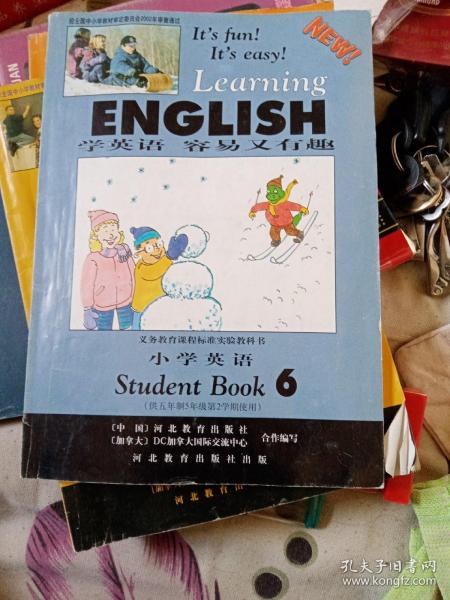 经全国中小学教材审定委员会2002年审查通过
It's fun!
It's easy!
NEW!
Learning
ENGLISH
学英语 容易又有趣
义务教育课程标准实验教科书
小学英语
Student Book 6
(供五年制5年级第2学期使用)
〔中 国〕河北教育出版社
〔加拿大〕DC加拿大国际交流中心
合作编写
河北教育出版社出版
河北教育出
孔夫子旧书网
www.kongfz.com